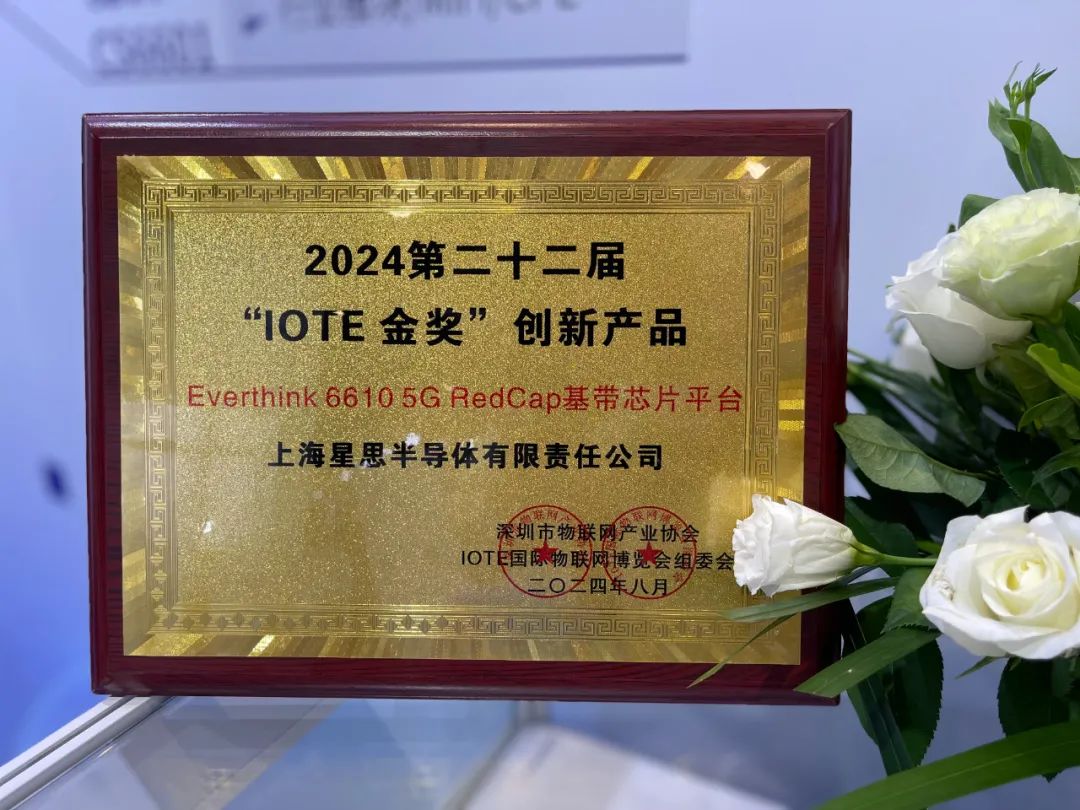 2024第二十二届
“IOTE 金奖”创新产品
Everthink 6610 5G RedCap基带芯片平台
上海星思半导体有限责任公司
深圳市物联网产业协会
IOTE国际物联网博览会组委会
二〇二四年八月